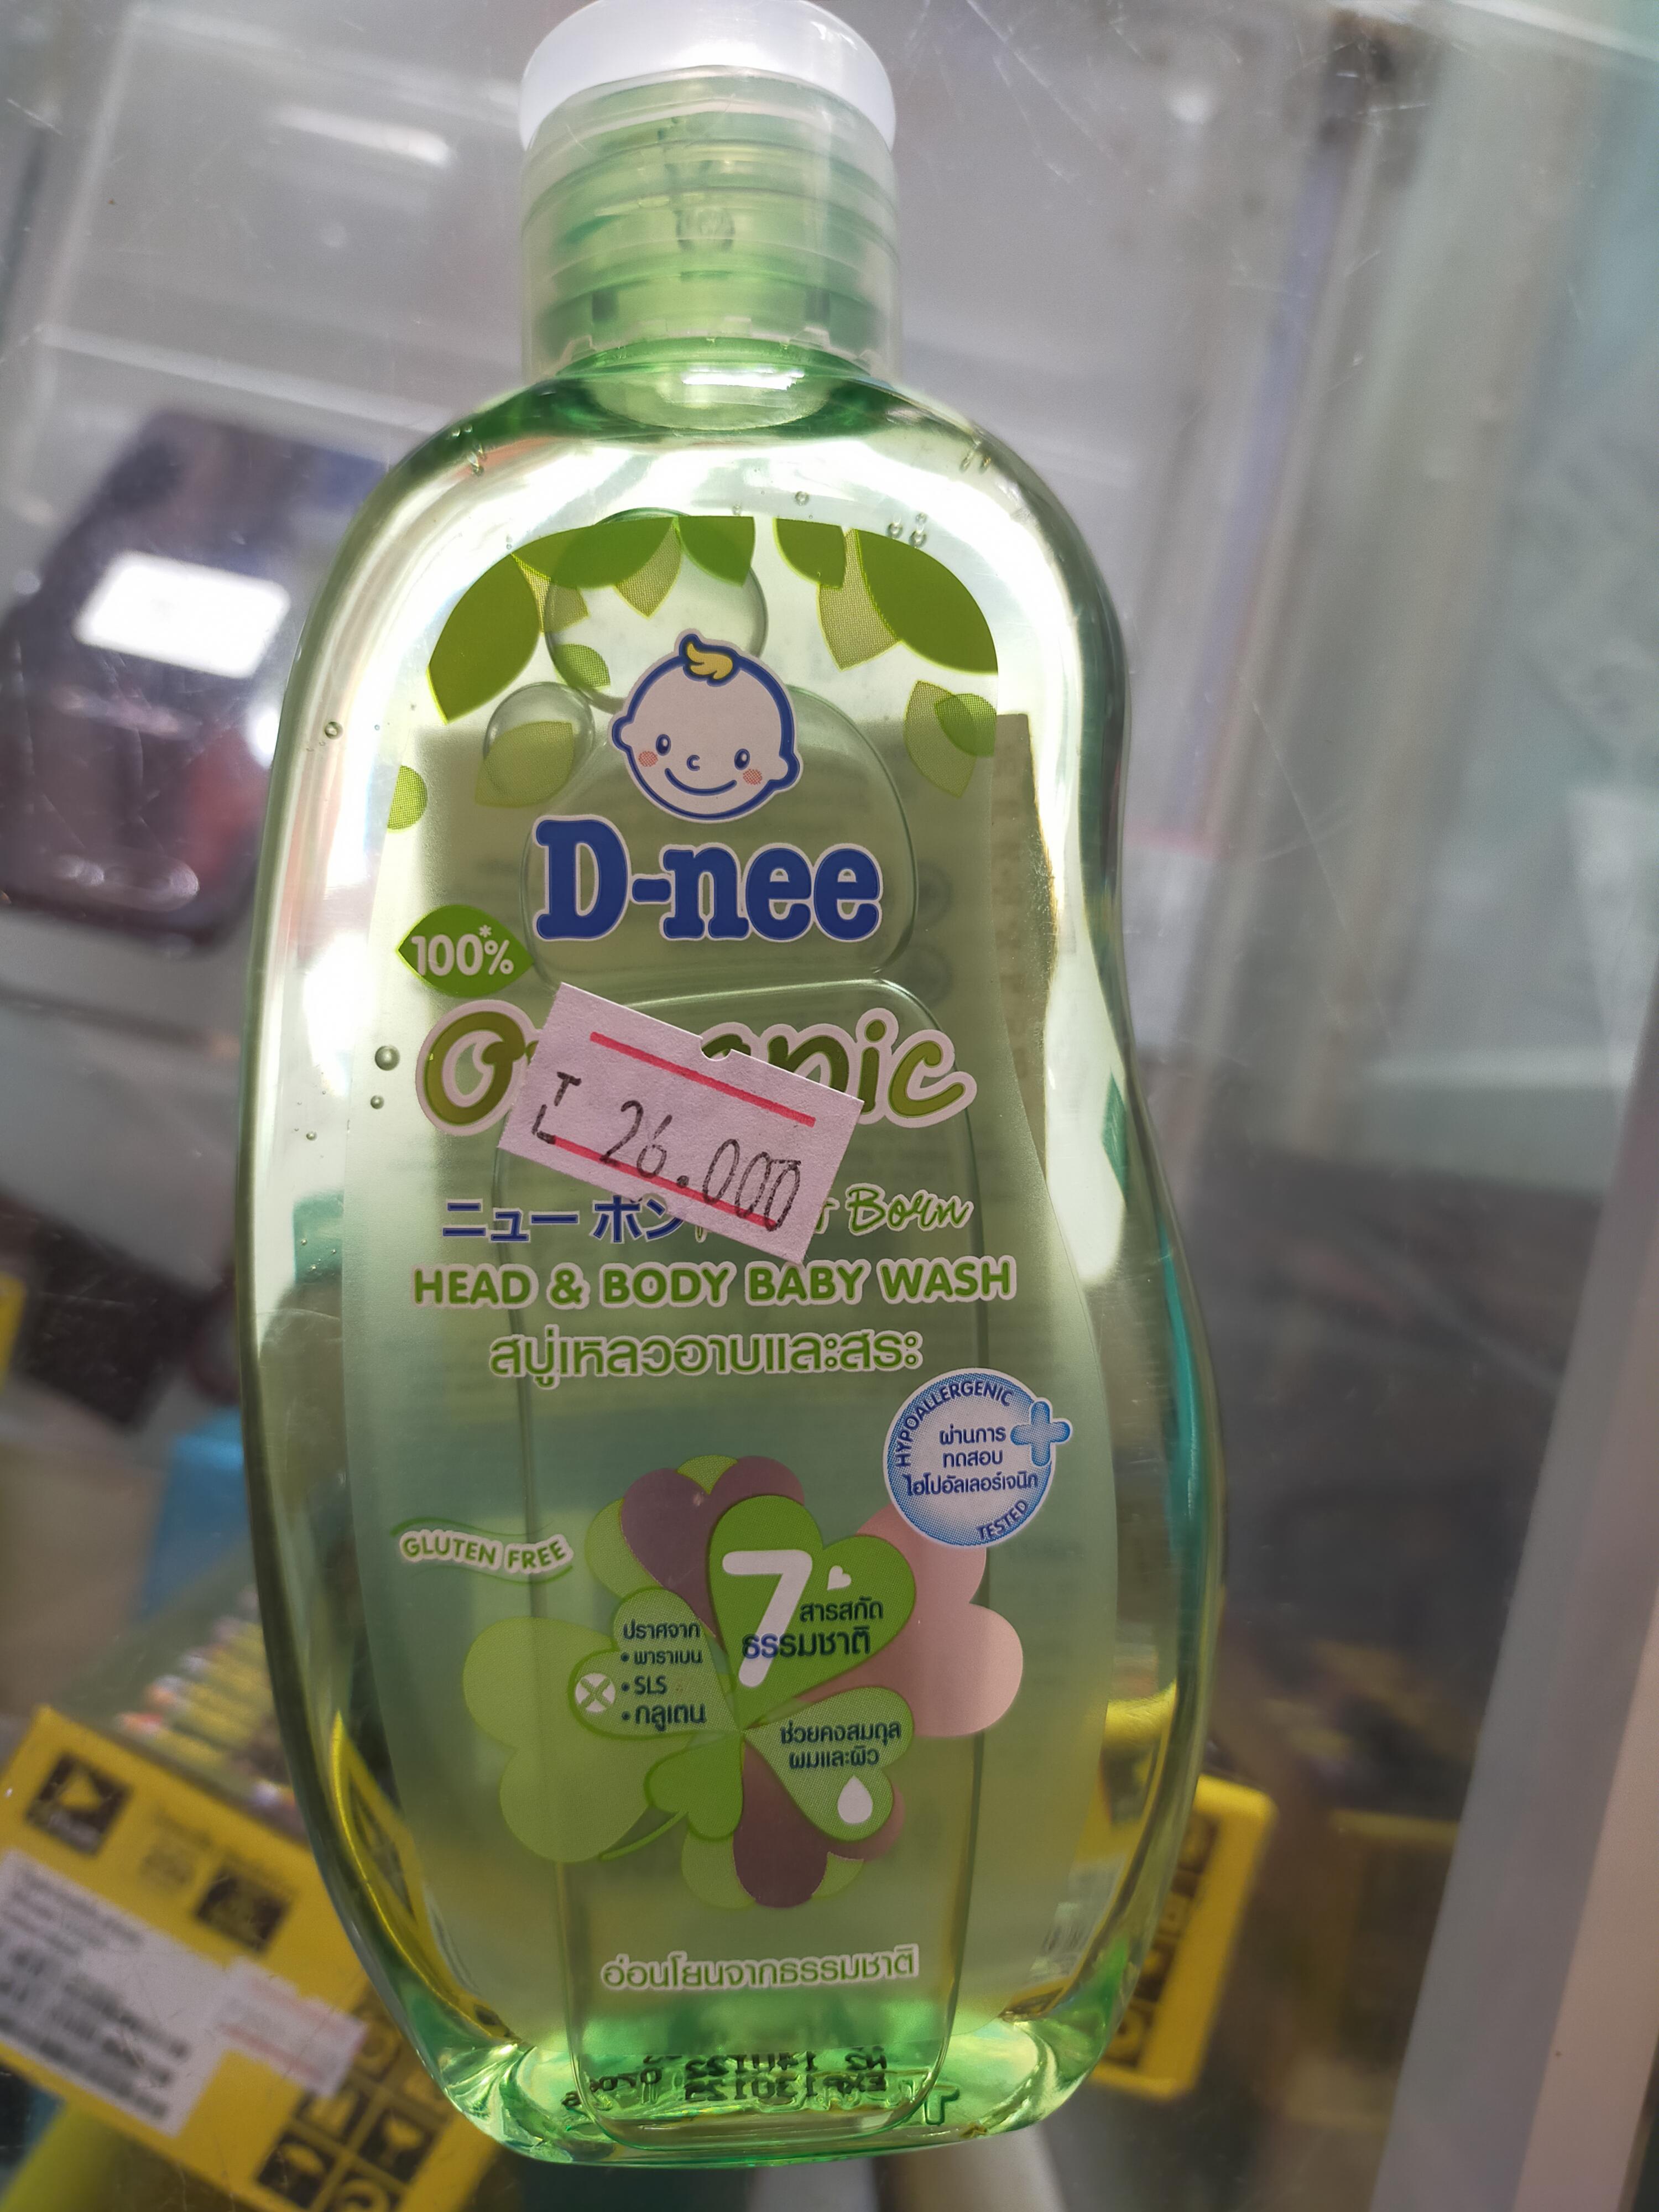 D-nee
100%*
Organic
26.000
ニュー ボン
Born
HEAD & BODY BABY WASH
สบู่เหลวอาบและสระ
HYPOALLERGENIC
ผ่านการ
ทดสอบ
ไฮโปอัลเลอร์เจนิก
TESTED
GLUTEN FREE
7 สารสกัด
ธรรมชาติ
ปราศจาก
• พาราเบน
• SLS
• กลูเตน
ช่วยคงสมดุล
ผมและผิว
อ่อนโยนจากธรรมชาติ